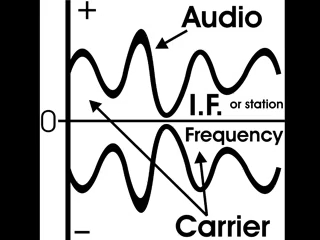 +
Audio
I.F. or station
0
Frequency
Carrier
−